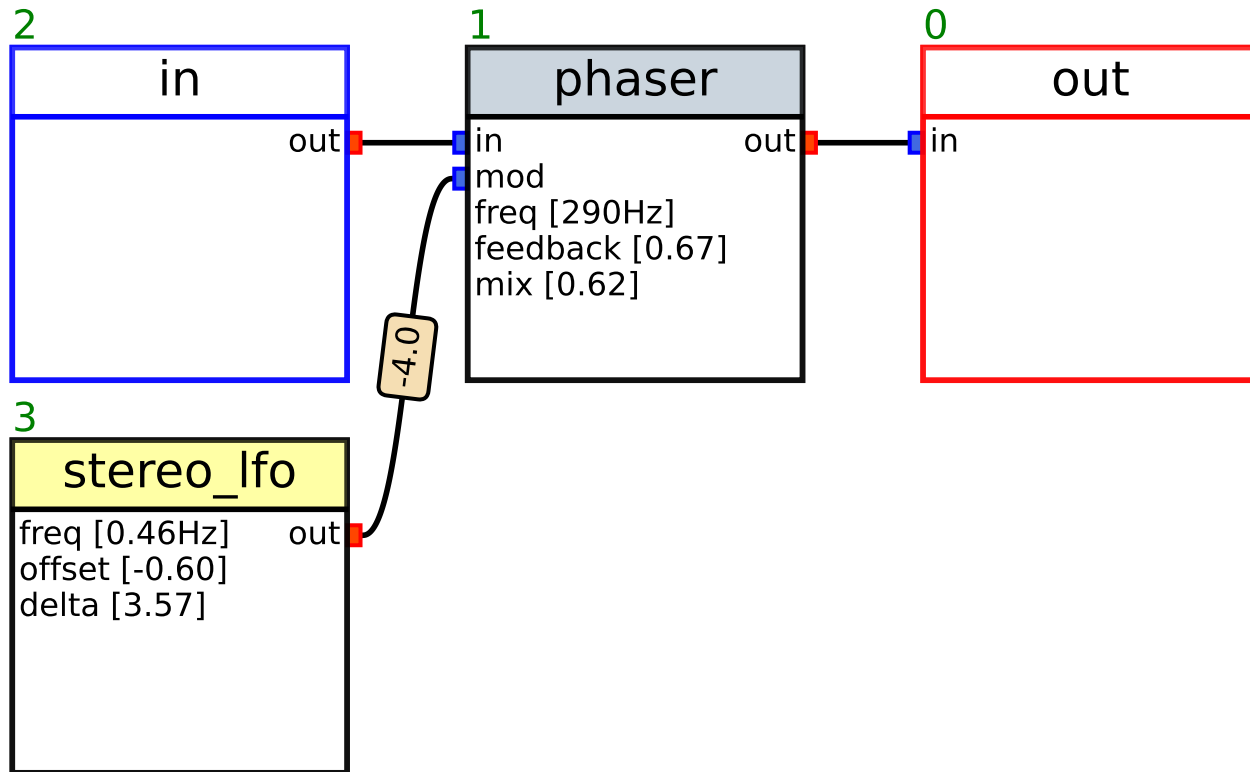 2
in
out
1
phaser
in
out
mod
freq [290Hz]
feedback [0.67]
mix [0.62]
0
out
in
-4.0
3
stereo_lfo
freq [0.46Hz]
out
offset [-0.60]
delta [3.57]